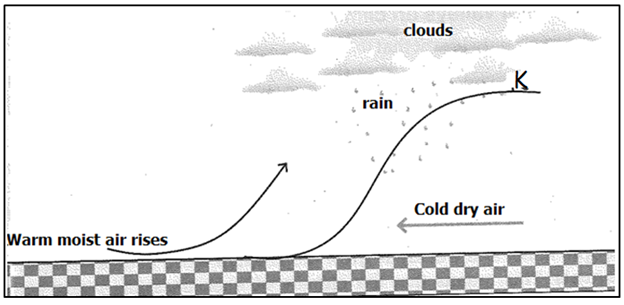 clouds
K
rain
Cold dry air
Warm moist air rises